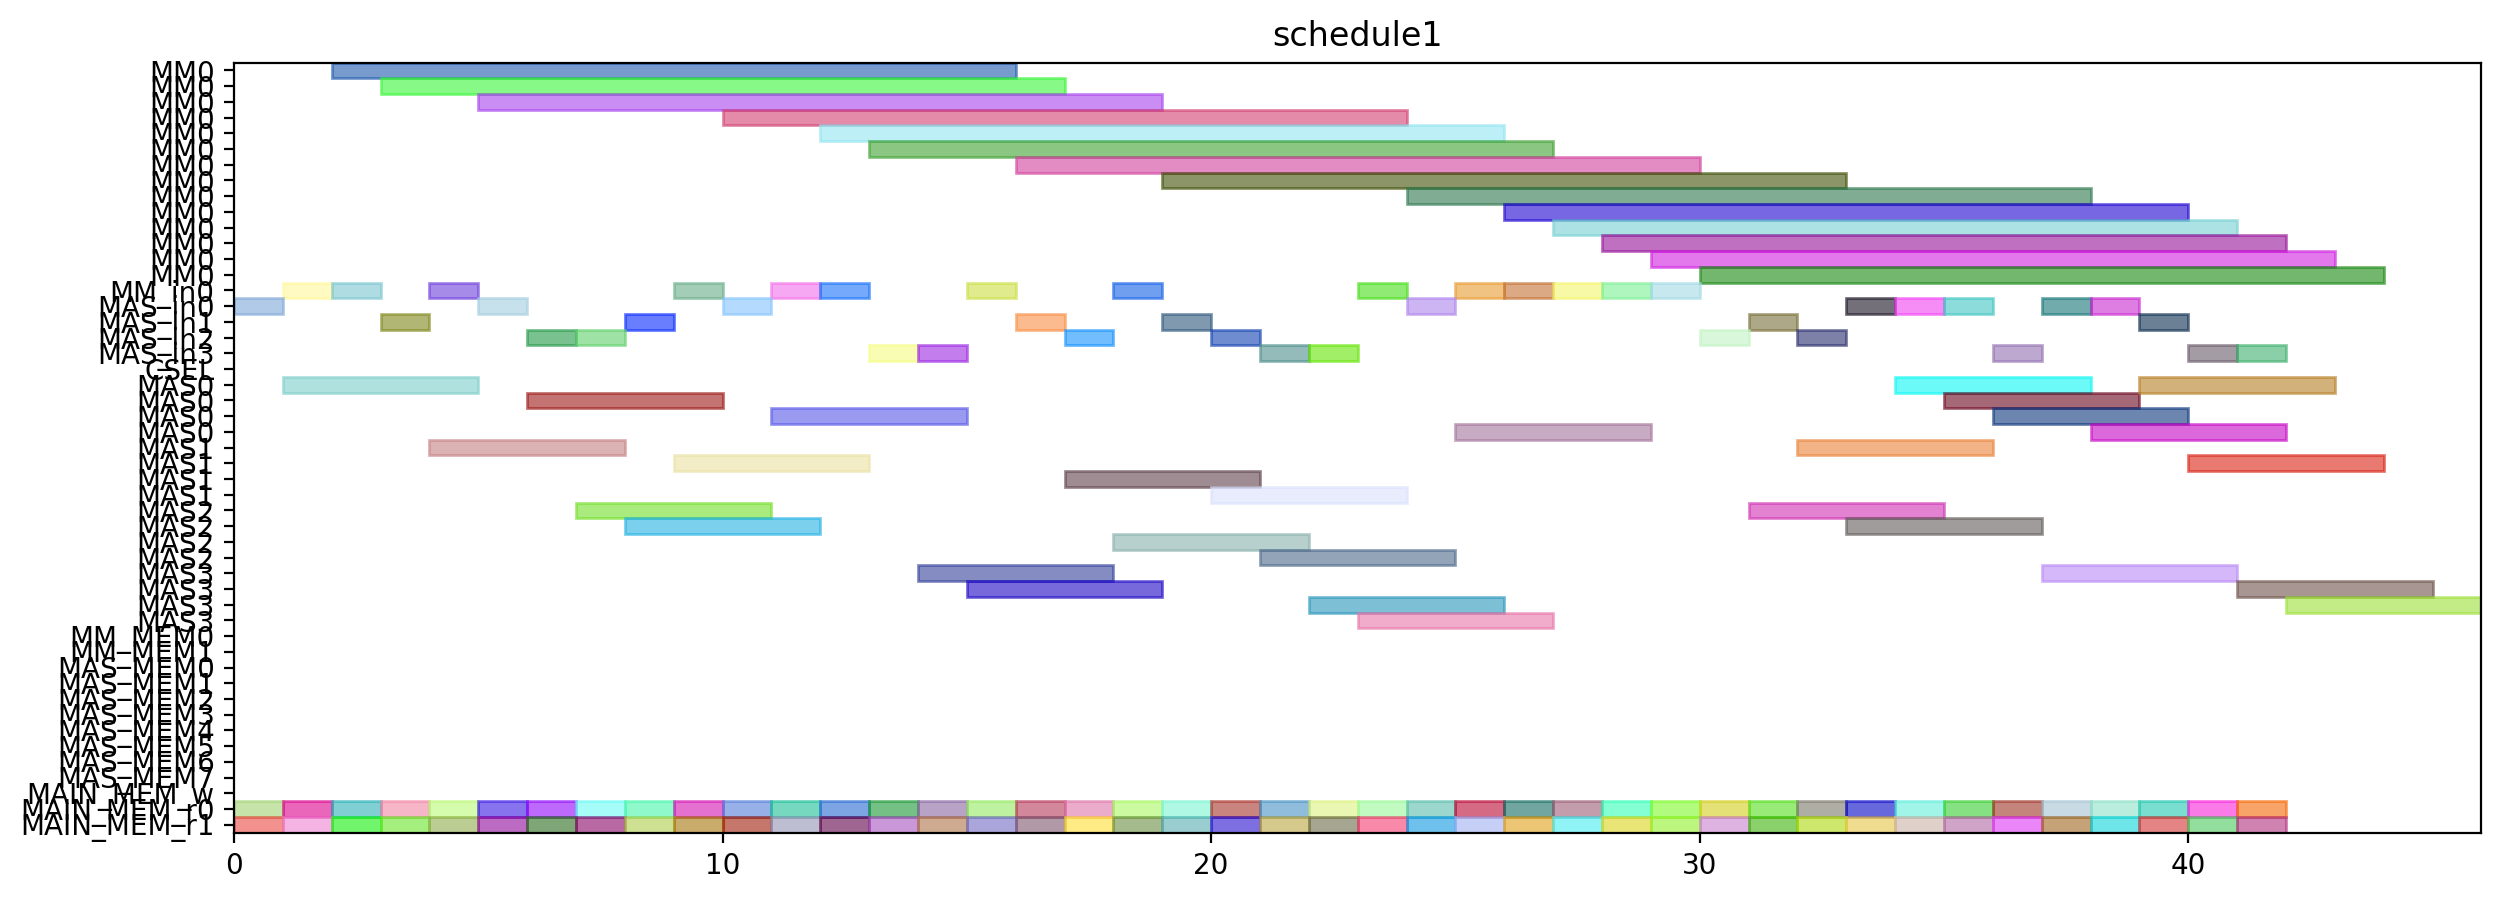 schedule1
MM0
MM0
MM0
MM0
MM0
MM0
MM0
MM0
MM0
MM0
MM0
MM0
MM0
MM0
MM_in0
MAS_in0
MAS_in1
MAS_in2
MAS_in3
CSEL
MAS0
MAS0
MAS0
MAS0
MAS1
MAS1
MAS1
MAS1
MAS2
MAS2
MAS2
MAS2
MAS3
MAS3
MAS3
MAS3
MM_MEM0
MM_MEM1
MAS_MEM0
MAS_MEM1
MAS_MEM2
MAS_MEM3
MAS_MEM4
MAS_MEM5
MAS_MEM6
MAS_MEM7
MAIN_MEM_w
MAIN_MEM_r0
MAIN_MEM_r1
0 10 20 30 40